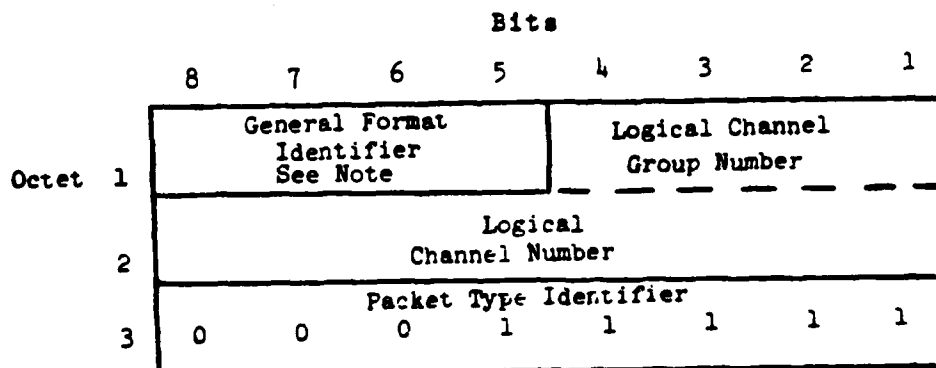 Bits
8 7 6 5 4 3 2 1
General Format
Identifier
See Note
Logical Channel
Group Number
Octet 1
Logical
Channel Number
2
Packet Type Identifier
3 0 0 0 1 1 1 1 1